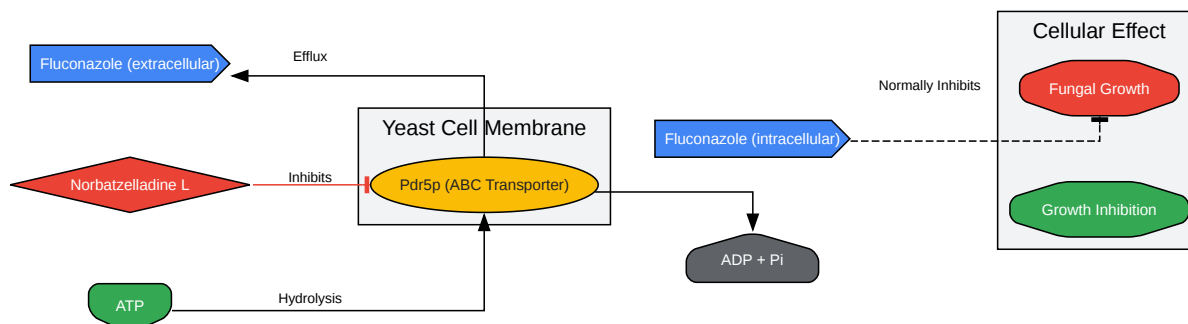 Cellular Effect
Efflux
Fluconazole (extracellular)
Normally Inhibits
Fungal Growth
Yeast Cell Membrane
Fluconazole (intracellular)
Norbatzelladine L
Inhibits
Pdr5p (ABC Transporter)
Growth Inhibition
ADP + Pi
Hydrolysis
ATP